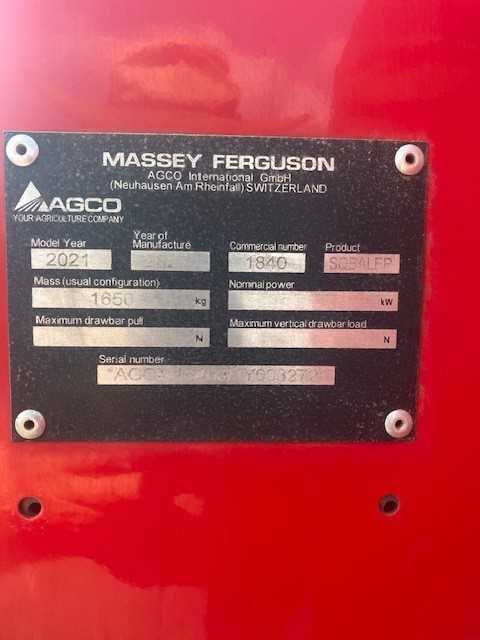 MASSEY FERGUSON
AGCO International GmbH
(Neuhausen Am Rheinfall) SWITZERLAND
AGCO
YOUR AGRICULTURE COMPANY
Model Year
2021
Year of
Manufacture
Commercial number
1840
Product
SQBALER
Mass (usual configuration)
1650 kg
Nominal power
kW
Maximum drawbar pull
N
Maximum vertical drawbar load
N
Serial number